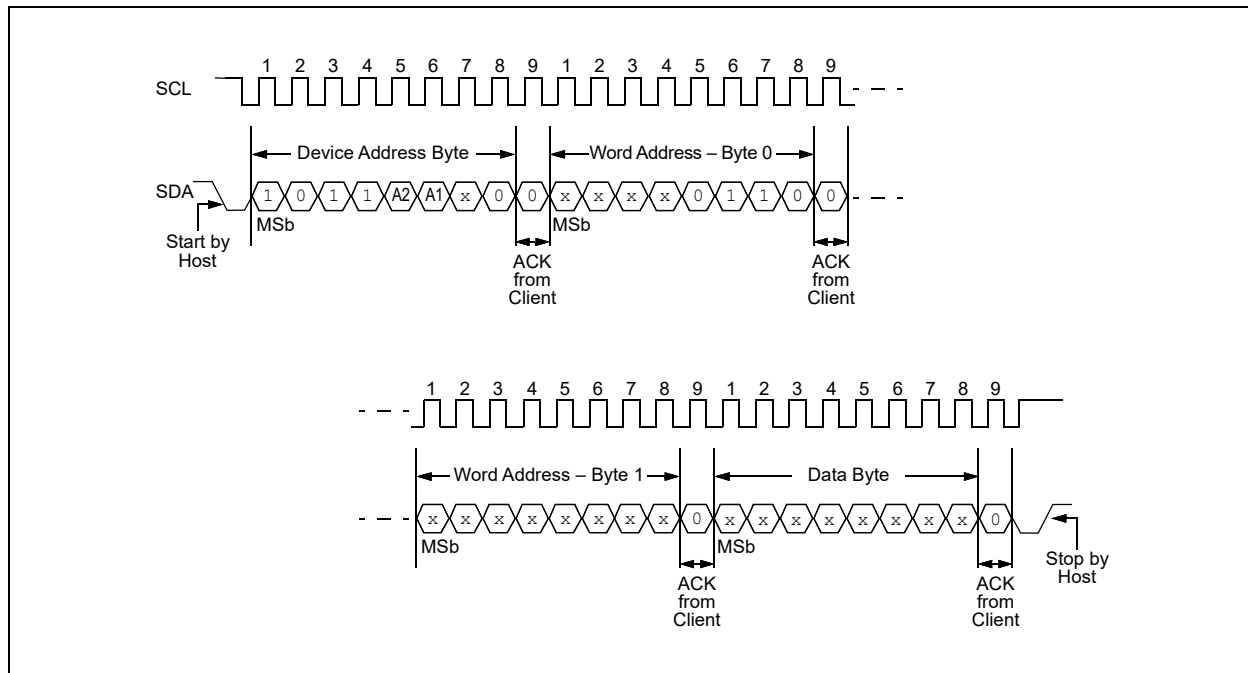 1 2 3 4 5 6 7 8 9 1 2 3 4 5 6 7 8 9
SCL
Device Address Byte
Word Address – Byte 0
SDA
1 0 1 1 A2 A1 x 0 0 x x x x 0 1 1 0 0
MSb
MSb
Start by
Host
ACK
from
Client
ACK
from
Client
1 2 3 4 5 6 7 8 9 1 2 3 4 5 6 7 8 9
Word Address – Byte 1
Data Byte
x x x x x x x x 0 x x x x x x x x 0
MSb
MSb
Stop by
Host
ACK
from
Client
ACK
from
Client